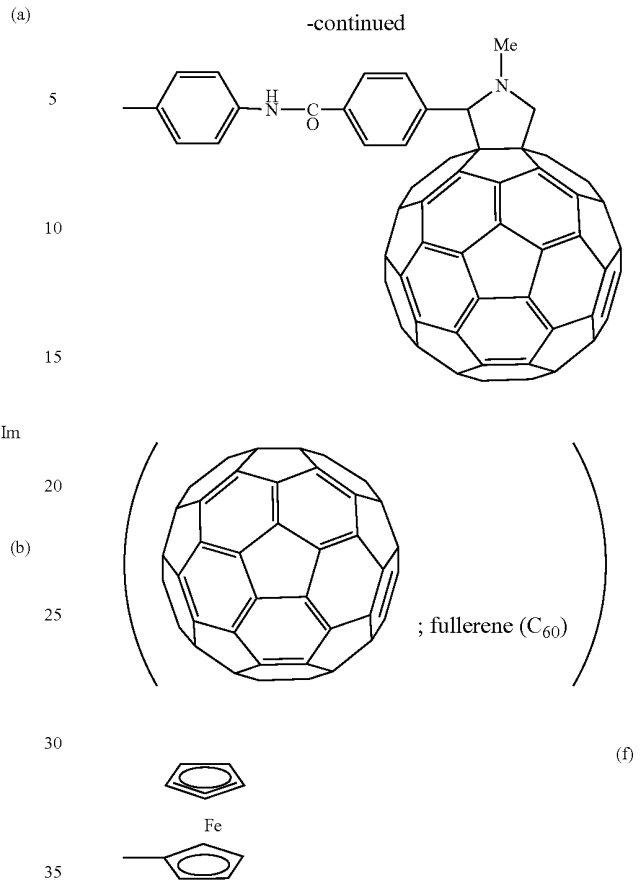 (a)
-continued
Me
N
5
H
N
C
O
10
15
Im
20
(b)
; fullerene (C60)
25
30
(f)
Fe
35